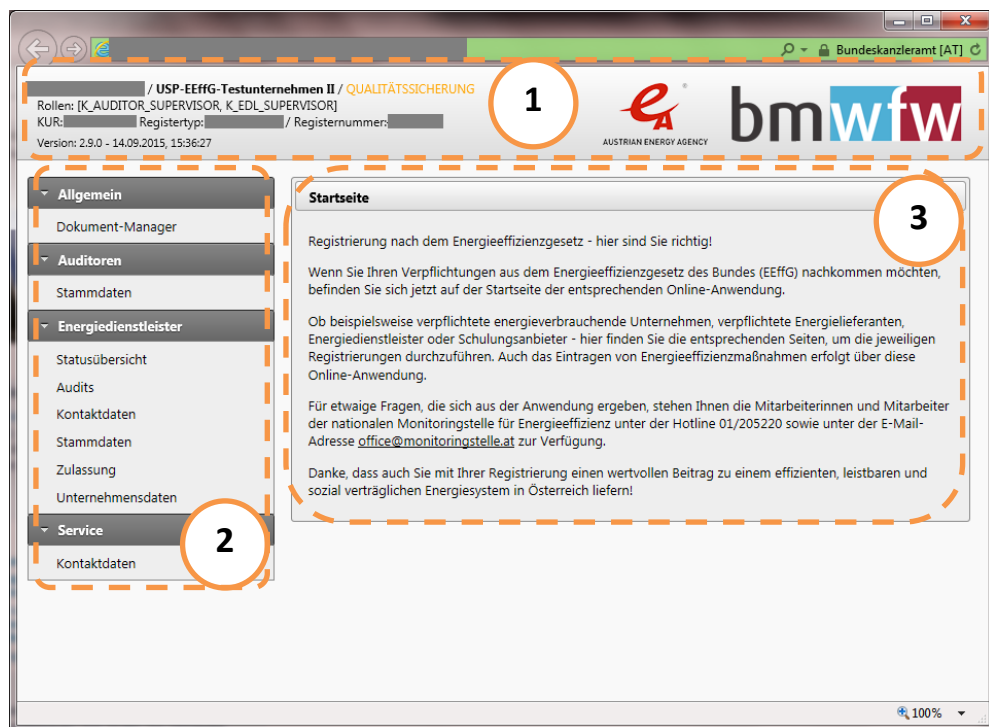 Bundeskanzleramt [AT]
/ USP-EEffG-Testunternehmen II / QUALITÄTSSICHERUNG
Rollen: [K_AUDITOR_SUPERVISOR, K_EDL_SUPERVISOR]
KUR: Registertyp: / Registernummer:
Version: 2.9.0 - 14.09.2015, 15:36:27
1
AUSTRIAN ENERGY AGENCY
bmwfw
Allgemein
Dokument-Manager
Auditoren
Stammdaten
Energiedienstleister
Statusübersicht
Audits
Kontaktdaten
Stammdaten
Zulassung
Unternehmensdaten
Service
Kontaktdaten
2
Startseite
3
Registrierung nach dem Energieeffizienzgesetz - hier sind Sie richtig!
Wenn Sie Ihren Verpflichtungen aus dem Energieeffizienzgesetz des Bundes (EEffG) nachkommen möchten,
befinden Sie sich jetzt auf der Startseite der entsprechenden Online-Anwendung.
Ob beispielsweise verpflichtete energieverbrauchende Unternehmen, verpflichtete Energielieferanten,
Energiedienstleister oder Schulungsanbieter - hier finden Sie die entsprechenden Seiten, um die jeweiligen
Registrierungen durchzuführen. Auch das Eintragen von Energieeffizienzmaßnahmen erfolgt über diese
Online-Anwendung.
Für etwaige Fragen, die sich aus der Anwendung ergeben, stehen Ihnen die Mitarbeiterinnen und Mitarbeiter
der nationalen Monitoringstelle für Energieeffizienz unter der Hotline 01/205220 sowie unter der E-Mail-
Adresse office@monitoringstelle.at zur Verfügung.
Danke, dass auch Sie mit Ihrer Registrierung einen wertvollen Beitrag zu einem effizienten, leistbaren und
sozial verträglichen Energiesystem in Österreich liefern!
100%